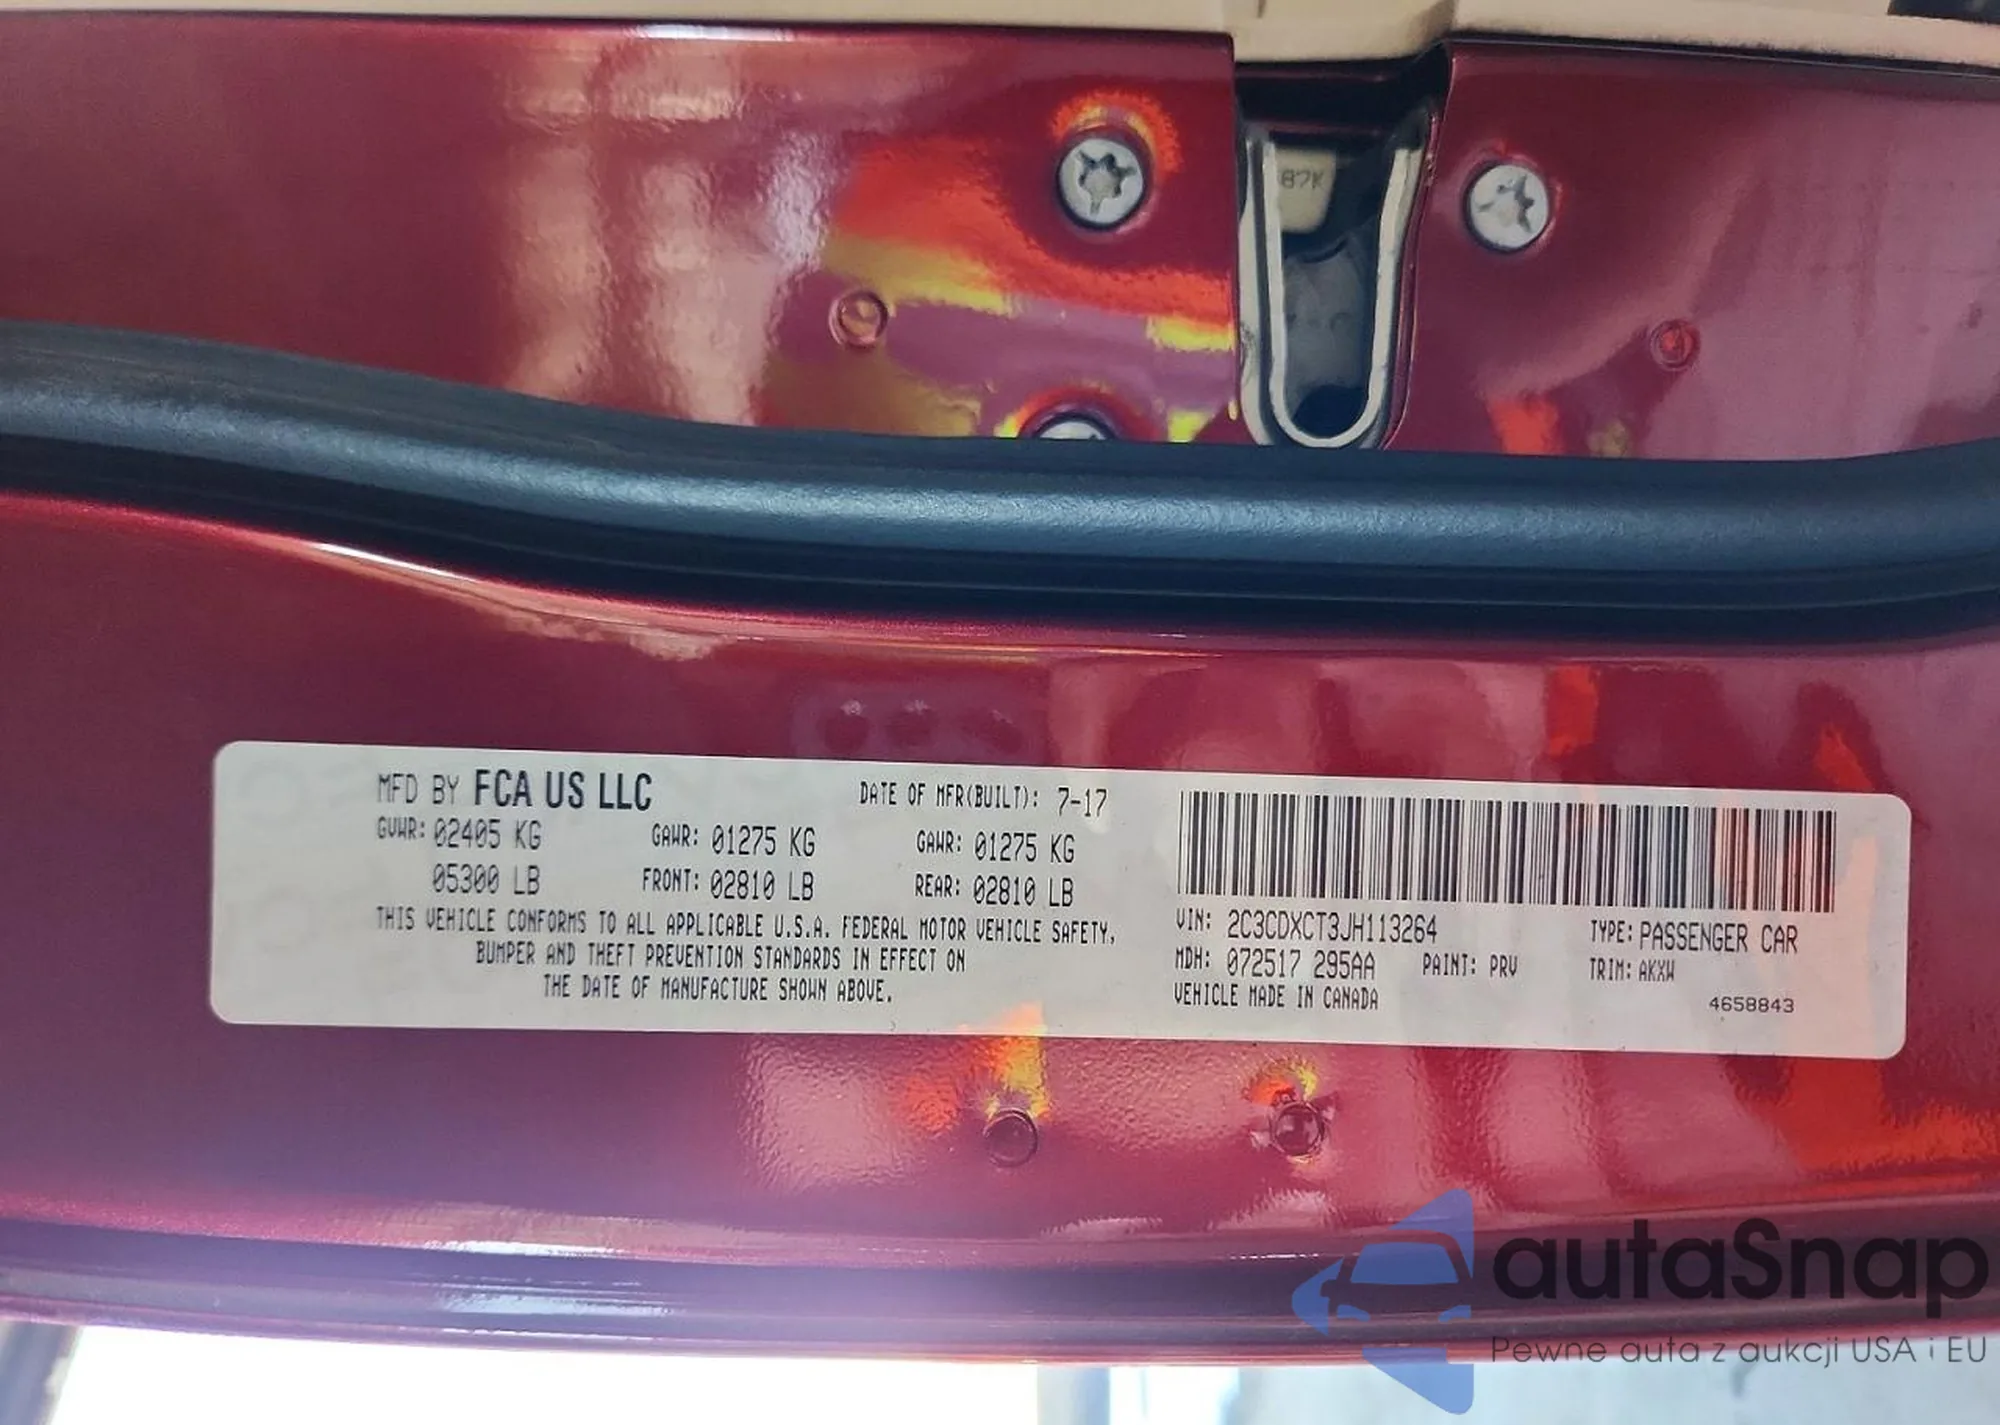 87K
MFD BY FCA US LLC DATE OF MFR(BUILT): 7-17
GVWR: 02405 KG GAWR: 01275 KG GAWR: 01275 KG
05300 LB FRONT: 02810 LB REAR: 02810 LB
THIS VEHICLE CONFORMS TO ALL APPLICABLE U.S.A. FEDERAL MOTOR VEHICLE SAFETY,
BUMPER AND THEFT PREVENTION STANDARDS IN EFFECT ON
THE DATE OF MANUFACTURE SHOWN ABOVE.
VIN: 2C3CDXCT3JH113264 TYPE: PASSENGER CAR
MDH: 072517 295AA PAINT: PRV TRIM: AKXW
VEHICLE MADE IN CANADA 4658843
autaSnap
Pewne auta z aukcji USA i EU